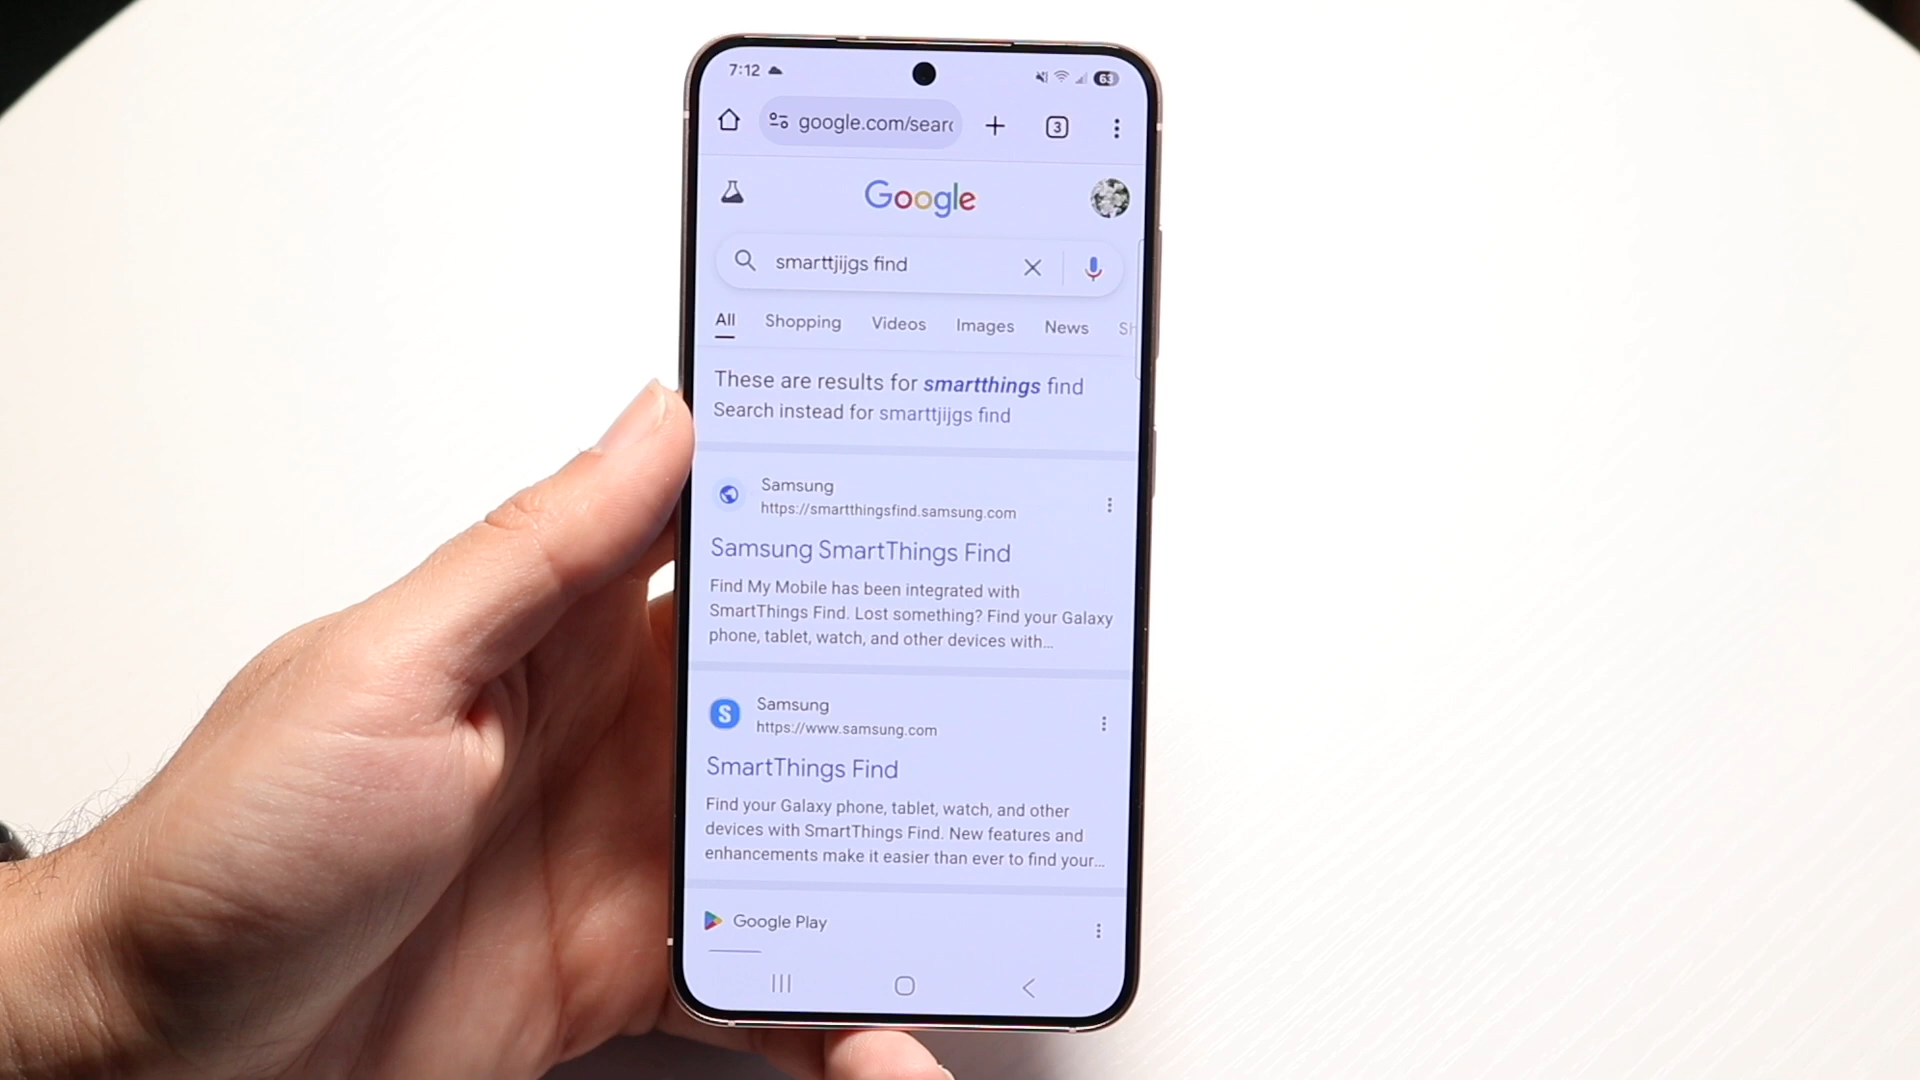 7:12
63
google.com/searc
3
Google
smarttjijgs find
All Shopping Videos Images News Sh
These are results for smartthings find
Search instead for smarttjijgs find
Samsung
https://smartthingsfind.samsung.com
Samsung SmartThings Find
Find My Mobile has been integrated with
SmartThings Find. Lost something? Find your Galaxy
phone, tablet, watch, and other devices with...
S
Samsung
https://www.samsung.com
SmartThings Find
Find your Galaxy phone, tablet, watch, and other
devices with SmartThings Find. New features and
enhancements make it easier than ever to find your...
Google Play